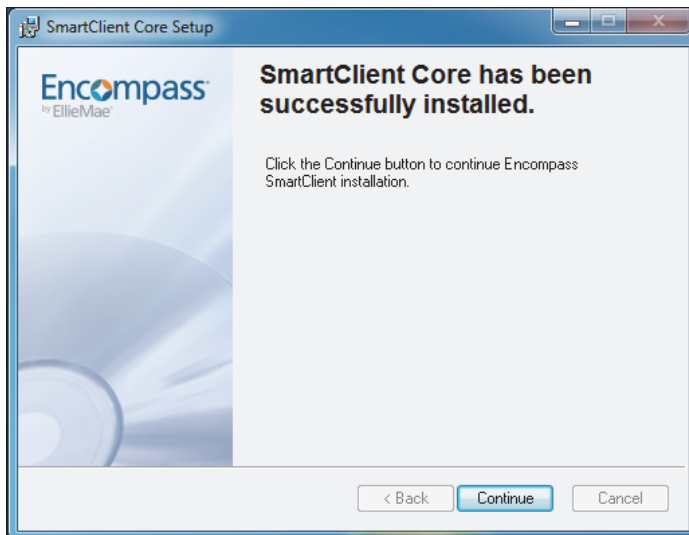 SmartClient Core Setup
Encompass
by EllieMae
SmartClient Core has been
successfully installed.
Click the Continue button to continue Encompass
SmartClient installation.
< Back
Continue
Cancel